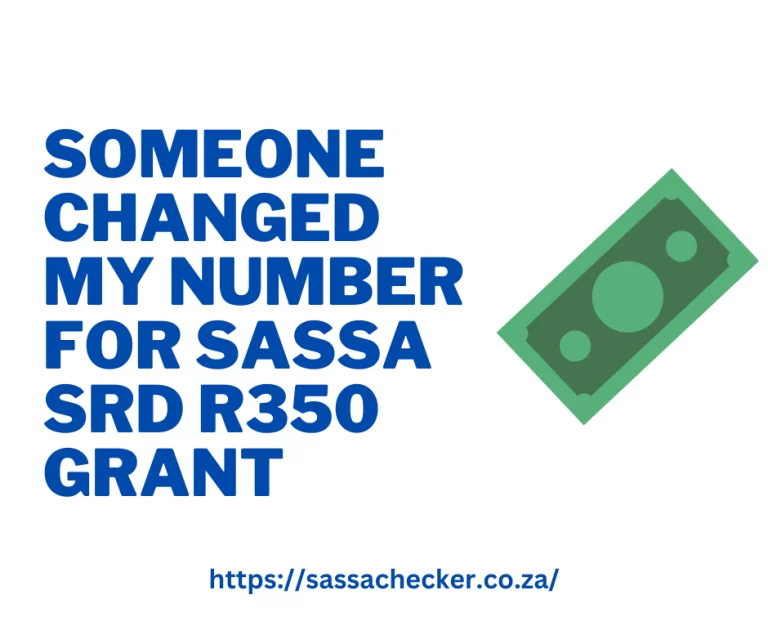 SOMEONE
CHANGED
MY NUMBER
FOR SASSA
SRD R350
GRANT
https://sassachecker.co.za/